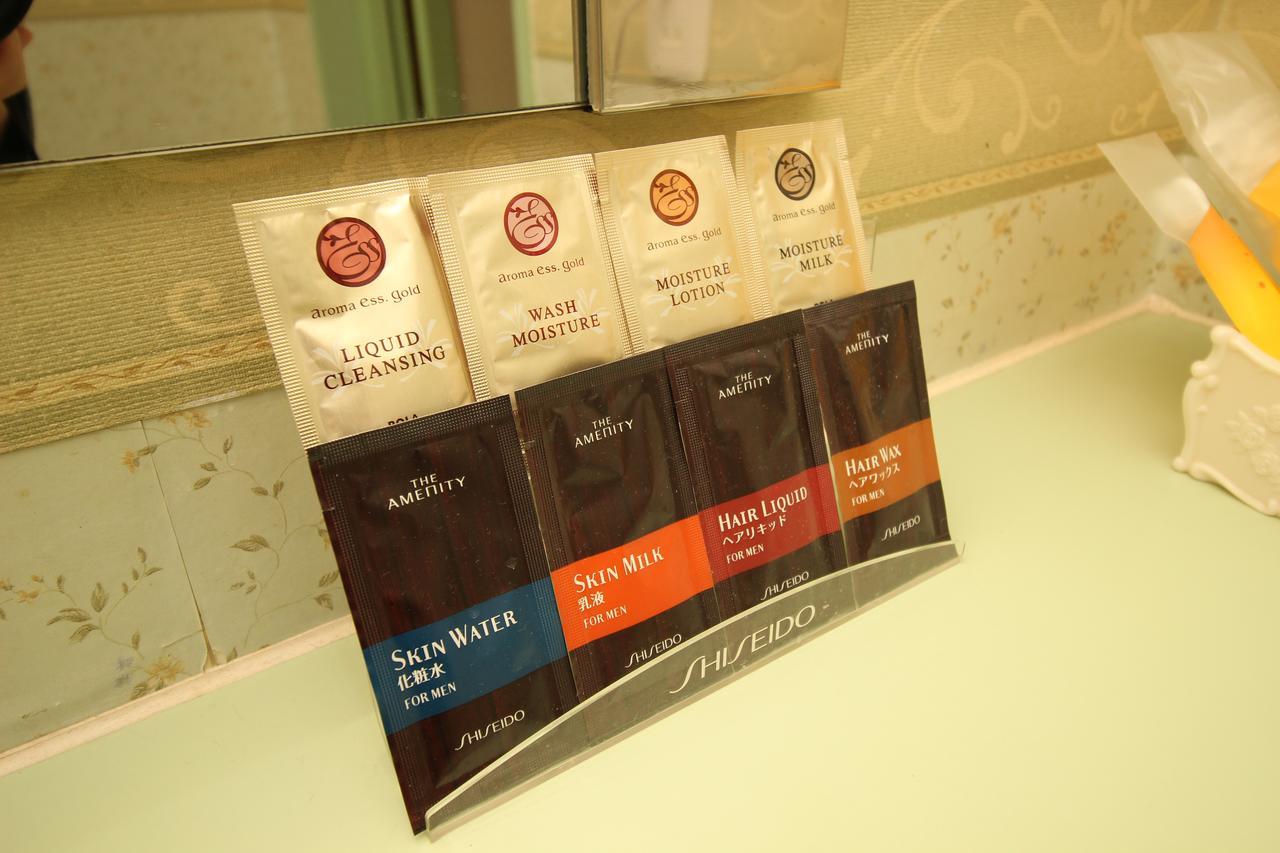 aroma ess. gold
LIQUID
CLEANSING
POLA
aroma ess. gold
WASH
MOISTURE
aroma ess. gold
MOISTURE
LOTION
aroma ess. gold
MOISTURE
MILK
THE
AMENITY
SKIN WATER
化粧水
FOR MEN
SHISEIDO
THE
AMENITY
SKIN MILK
乳液
FOR MEN
SHISEIDO
THE
AMENITY
HAIR LIQUID
ヘアリキッド
FOR MEN
SHISEIDO
THE
AMENITY
HAIR WAX
ヘアワックス
FOR MEN
SHISEIDO
SHISEIDO